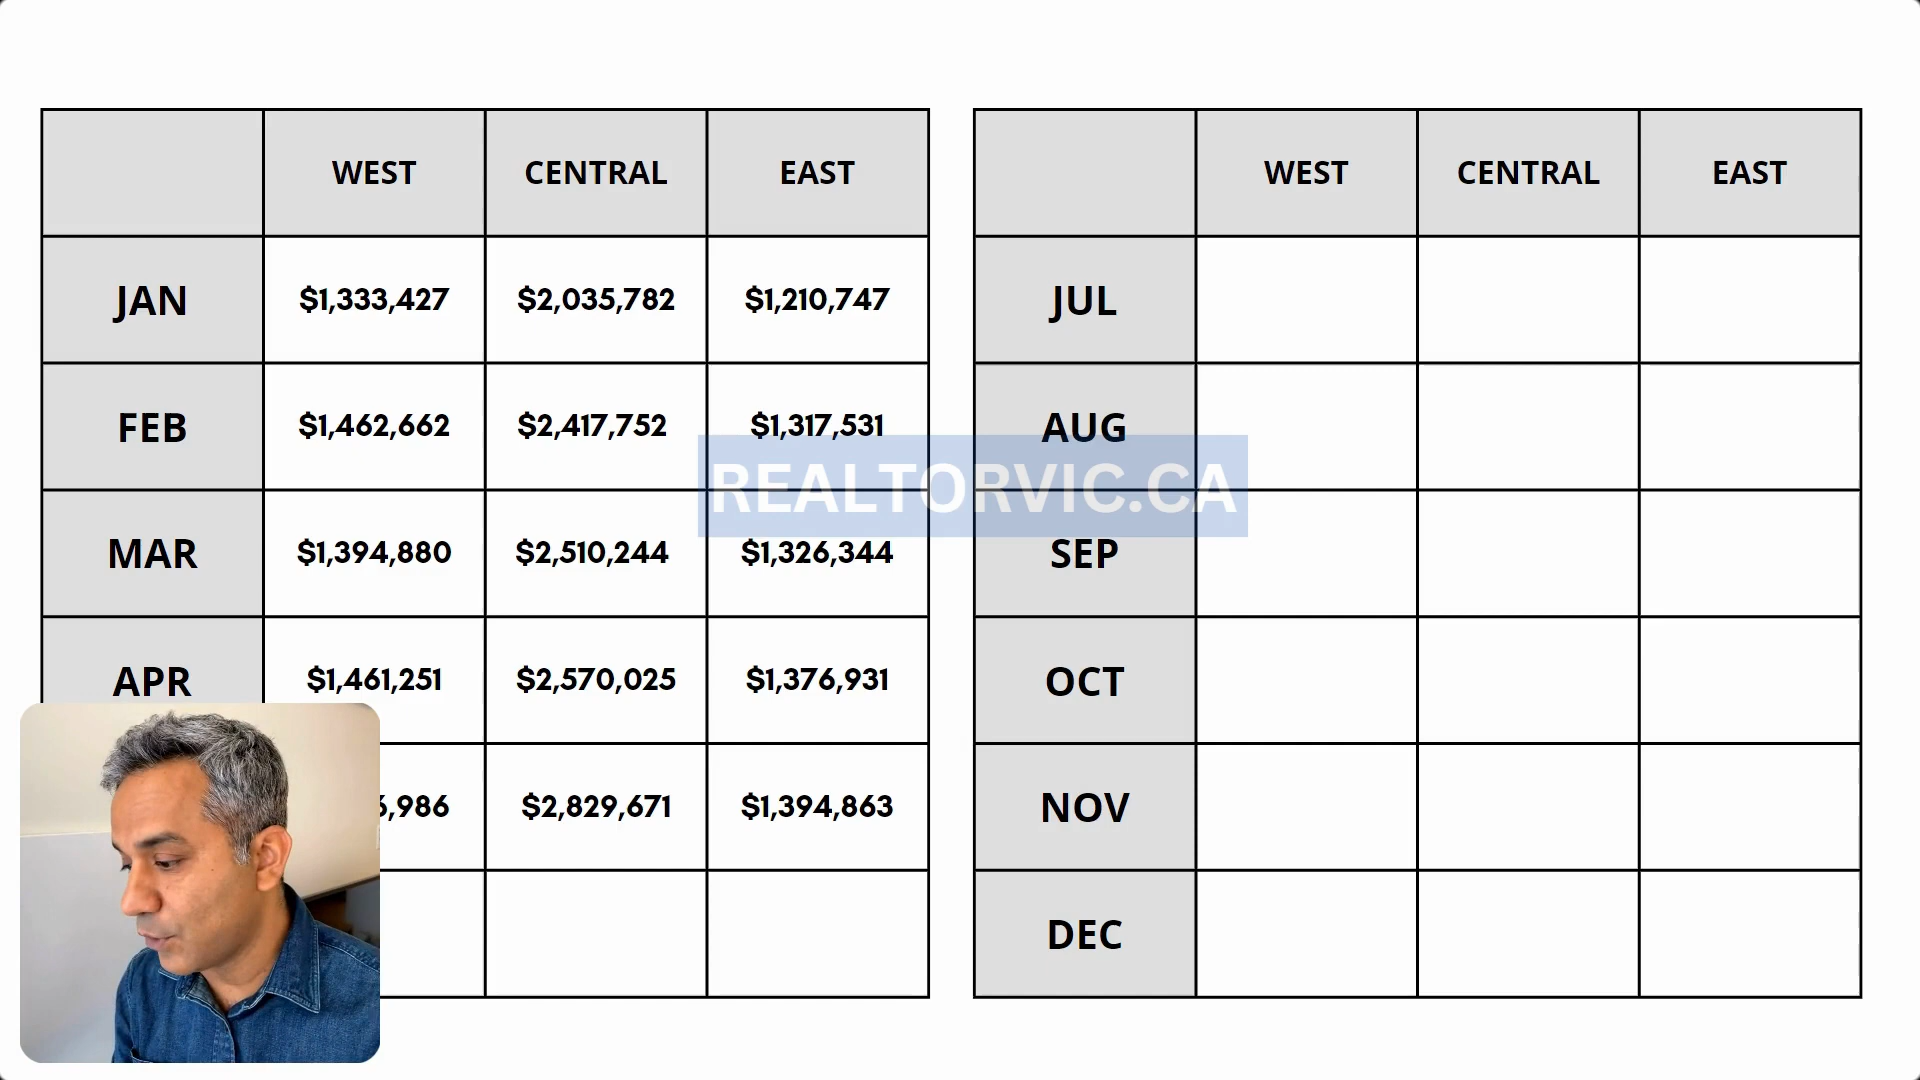 WEST CENTRAL EAST
JAN $1,333,427 $2,035,782 $1,210,747
FEB $1,462,662 $2,417,752 $1,317,531
MAR $1,394,880 $2,510,244 $1,326,344
APR $1,461,251 $2,570,025 $1,376,931
,986 $2,829,671 $1,394,863
WEST CENTRAL EAST
JUL
AUG
SEP
OCT
NOV
DEC
REALTORVIC.CA